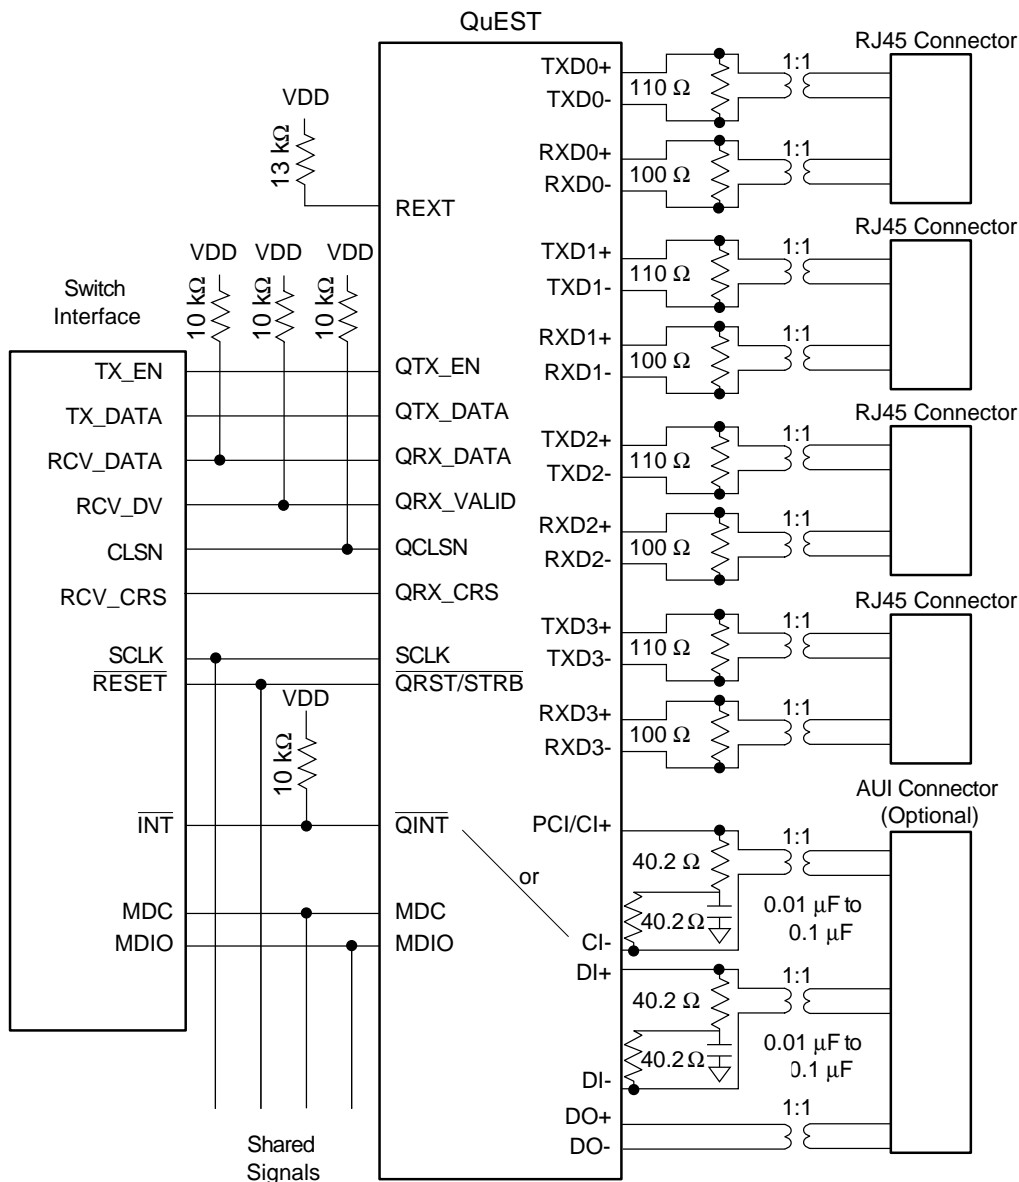 QuEST
VDD
13 kΩ
REXT
VDD
VDD
VDD
10 kΩ
10 kΩ
10 kΩ
Switch
Interface
TX_EN
TX_DATA
RCV_DATA
RCV_DV
CLSN
RCV_CRS
SCLK
RESET
INT
MDC
MDIO
QTX_EN
QTX_DATA
QRX_DATA
QRX_VALID
QCLSN
QRX_CRS
SCLK
QRST/STRB
VDD
10 kΩ
QINT
or
MDC
MDIO
Shared
Signals
TXD0+
TXD0-
110 Ω
1:1
RJ45 Connector
RXD0+
RXD0-
100 Ω
1:1
TXD1+
TXD1-
110 Ω
1:1
RJ45 Connector
RXD1+
RXD1-
100 Ω
1:1
TXD2+
TXD2-
110 Ω
1:1
RJ45 Connector
RXD2+
RXD2-
100 Ω
1:1
TXD3+
TXD3-
110 Ω
1:1
RJ45 Connector
RXD3+
RXD3-
100 Ω
1:1
AUI Connector
(Optional)
PCI/CI+
40.2 Ω
40.2 Ω
1:1
0.01 µF to
0.1 µF
CI-
DI+
40.2 Ω
40.2 Ω
1:1
0.01 µF to
0.1 µF
DI-
DO+
DO-
1:1